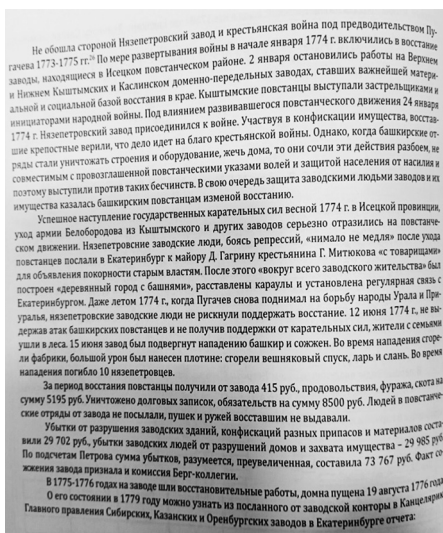 Не обошла стороной Нязепетровский завод и крестьянская война под предводительством Пу-
гачева 1773-1775 гг.²⁶ По мере развертывания войны в начале января 1774 г. включились в восстание
заводы, находящиеся в Исетском повстанческом районе. 2 января остановились работы на Верхнем
и Нижнем Кыштымских и Каслинском доменно-передельных заводах, ставших важнейшей матери-
альной и социальной базой восстания в крае. Кыштымские повстанцы выступали застрельщиками и
инициаторами народной войны. Под влиянием развивавшегося повстанческого движения 24 января
1774 г. Нязепетровский завод присоединился к войне. Участвуя в конфискации имущества, восстав-
шие крепостные верили, что дело идет на благо крестьянской войны. Однако, когда башкирские от-
ряды стали уничтожать строения и оборудование, жечь дома, то они сочли эти действия разбоем, не
совместимым с провозглашенной повстанческими указами волей и защитой населения от насилия и
поэтому выступили против таких бесчинств. В свою очередь защита заводскими людьми заводов и их
имущества казалась башкирским повстанцам изменой восстанию.
Успешное наступление государственных карательных сил весной 1774 г. в Исецкой провинции,
уход армии Белобородова из Кыштымского и других заводов серьезно отразились на повстанче-
ском движении. Нязепетровские заводские люди, боясь репрессий, «нимало не медля» после ухода
повстанцев послали в Екатеринбург к майору Д. Гагрину крестьянина Г. Митюкова «с товарищами»
для объявления покорности старым властям. После этого «вокруг всего заводского жительства» был
построен «деревянный город с башнями», расставлены караулы и установлена регулярная связь с
Екатеринбургом. Даже летом 1774 г., когда Пугачев снова поднимал на борьбу народы Урала и При-
уралья, нязепетровские заводские люди не рискнули поддержать восстание. 12 июня 1774 г., не вы-
держав атак башкирских повстанцев и не получив поддержки от карательных сил, жители с семьями
ушли в леса. 15 июня завод был подвергнут нападению башкир и сожжен. Во время нападения сгоре-
ли фабрики, большой урон был нанесен плотине: сгорели вешняковый спуск, ларь и слань. Во время
нападения погибло 10 нязепетровцев.
За период восстания повстанцы получили от завода 415 руб., продовольствия, фуража, скота на
сумму 5195 руб. Уничтожено долговых записок, обязательств на сумму 8500 руб. Людей в повстанче-
ские отряды от завода не посылали, пушек и ружей восставшим не выдавали.
Убытки от разрушения заводских зданий, конфискаций разных припасов и материалов соста-
вили 29 702 руб., убытки заводских людей от разрушений домов и захвата имущества – 29 985 руб
По подсчетам Петрова сумма убытков, разумеется, преувеличенная, составила 73 767 руб. Факт со-
жжения завода признала и комиссия Берг-коллегии.
В 1775-1776 годах на заводе шли восстановительные работы, домна пущена 19 августа 1776 года
О его состоянии в 1779 году можно узнать из посланного от заводской конторы в Канцелярию
Главного правления Сибирских, Казанских и Оренбургских заводов в Екатеринбурге отчета: